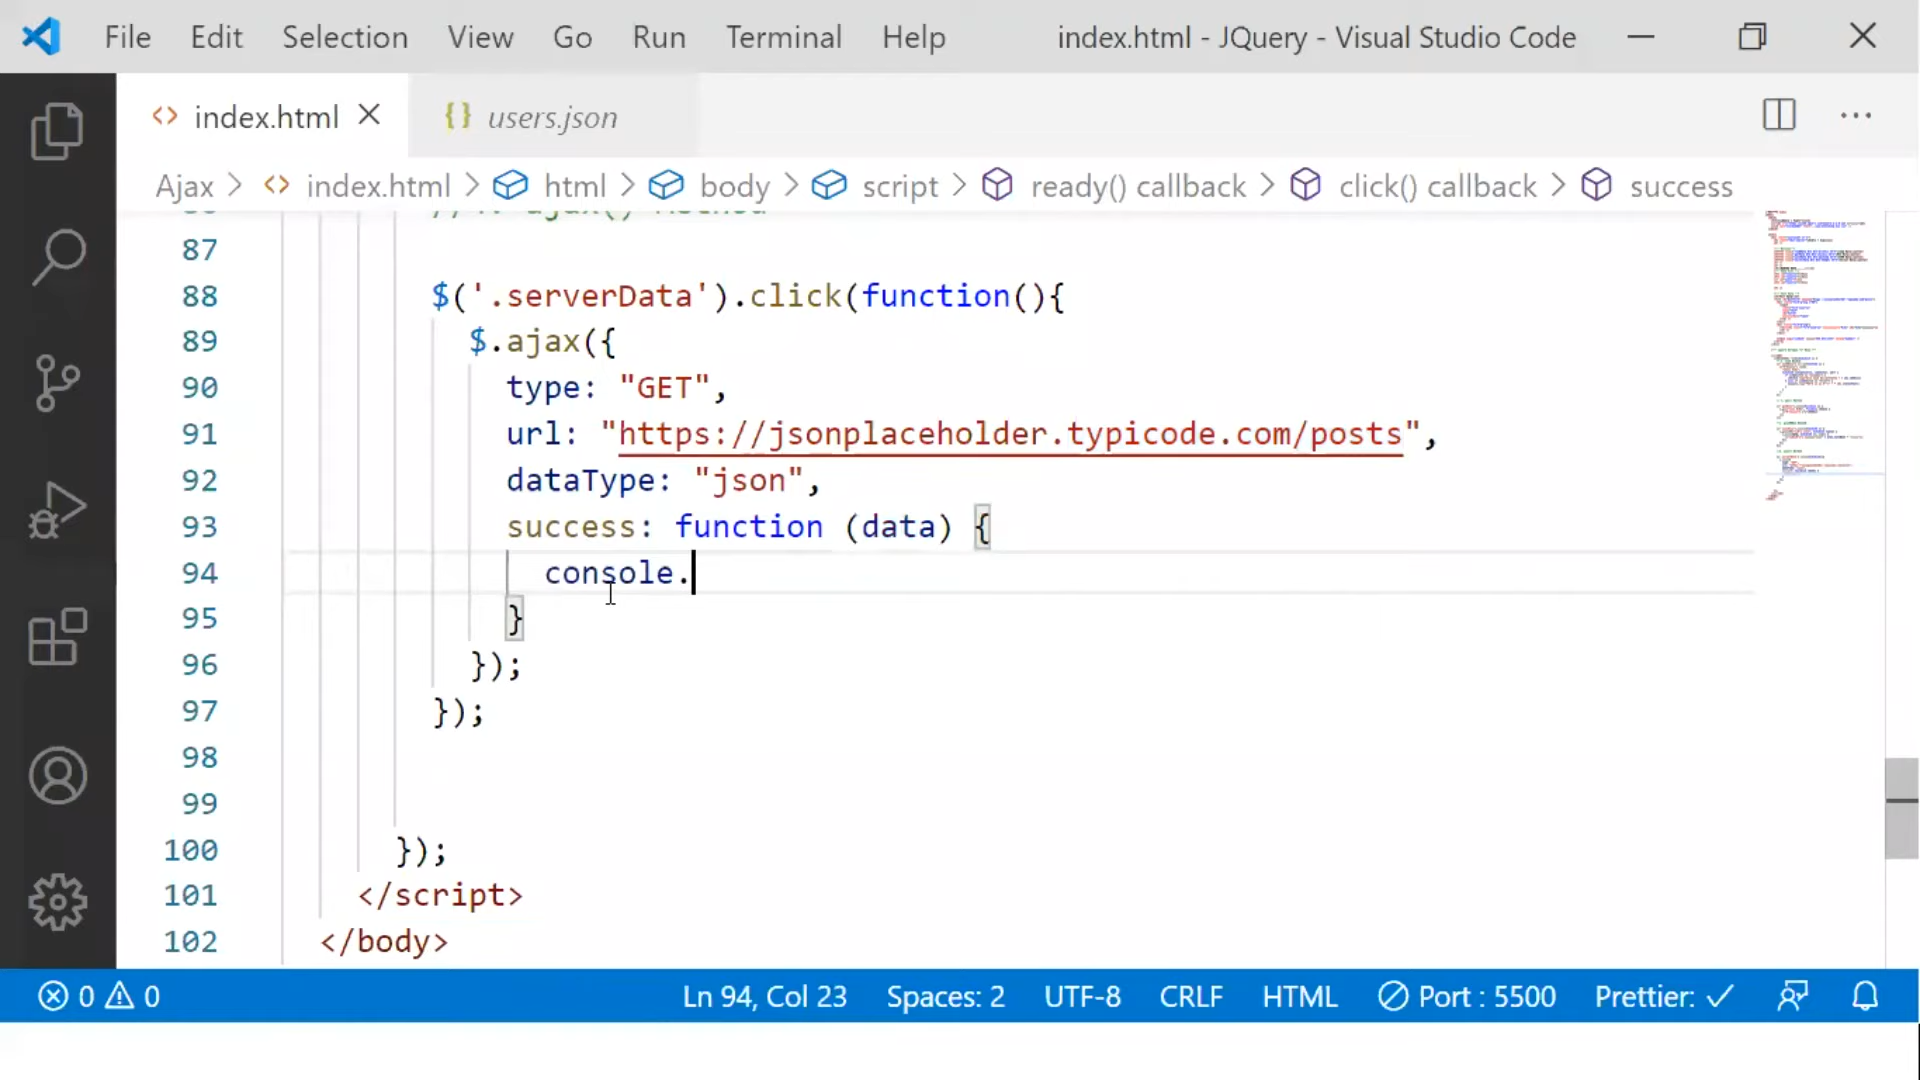 File Edit Selection View Go Run Terminal Help index.html - JQuery - Visual Studio Code
index.html users.json
Ajax > index.html > html > body > script > ready() callback > click() callback > success
87
88 $('.serverData').click(function(){
89 $.ajax({
90 type: "GET",
91 url: "https://jsonplaceholder.typicode.com/posts",
92 dataType: "json",
93 success: function (data) {
94 console.
95 }
96 });
97 });
98
99
100 });
101 </script>
102 </body>
0 0 Ln 94, Col 23 Spaces: 2 UTF-8 CRLF HTML Port : 5500 Prettier: ✓